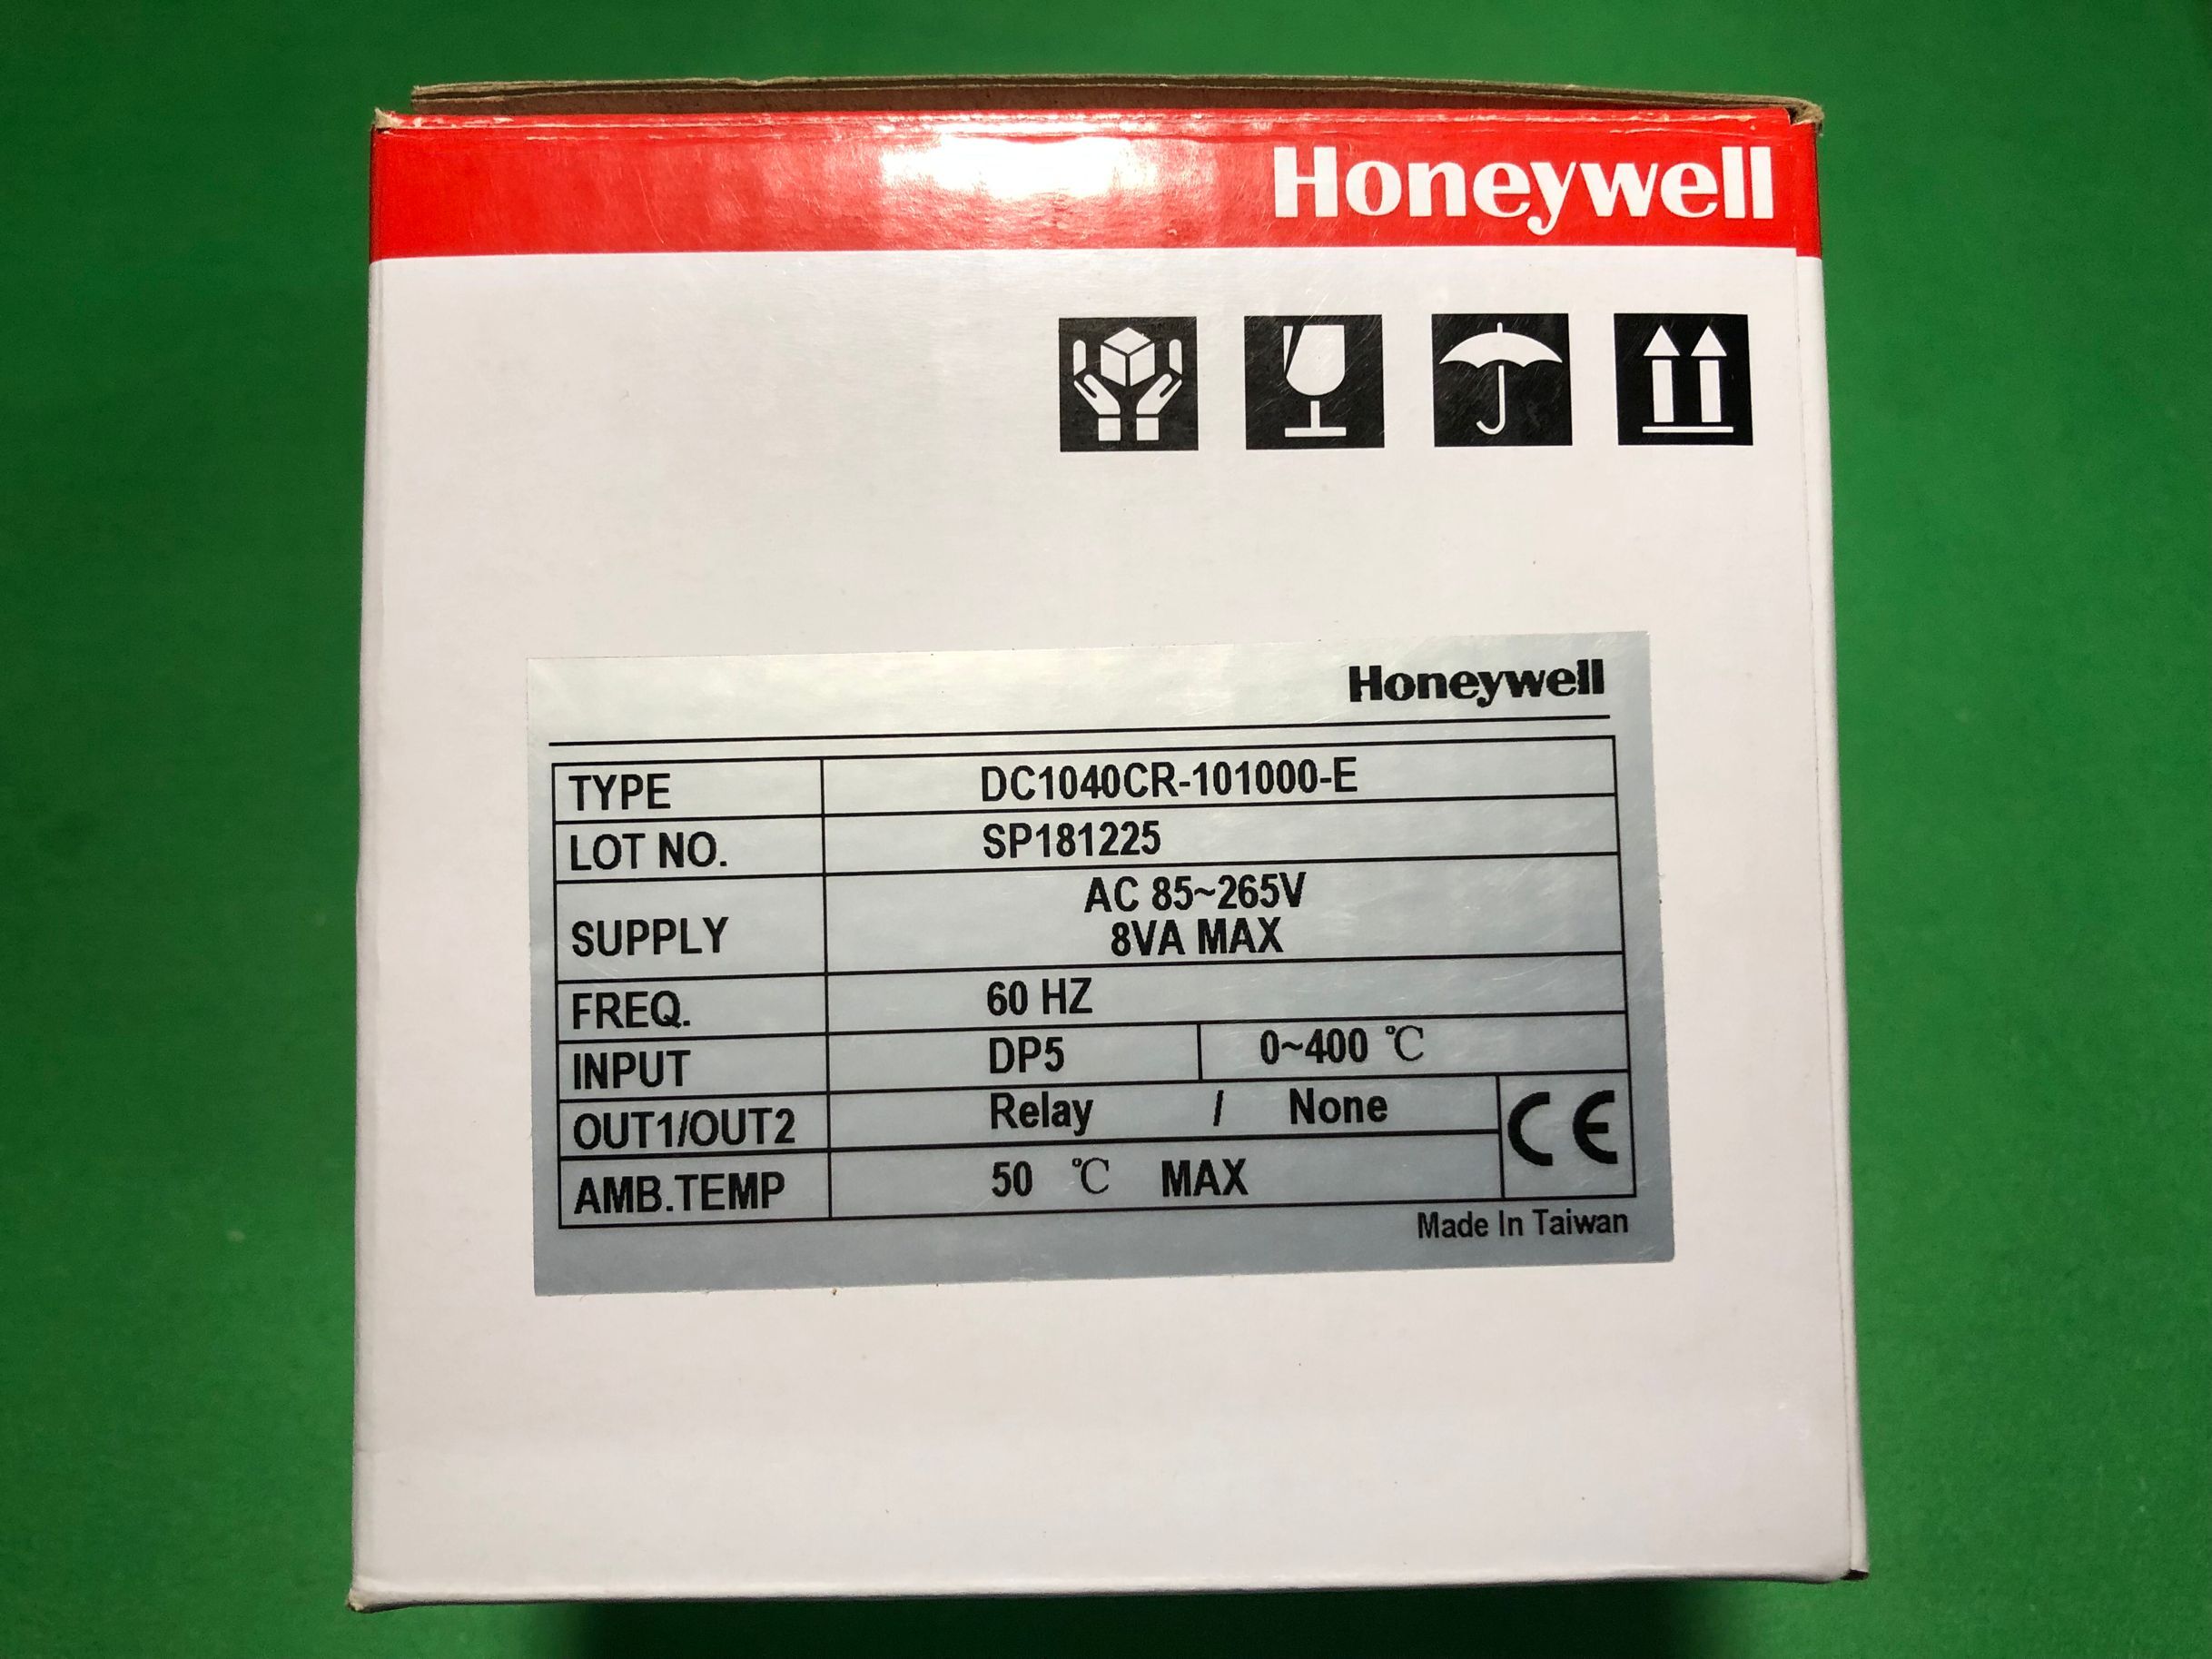 Honeywell
Honeywell
TYPE DC1040CR-101000-E
LOT NO. SP181225
SUPPLY AC 85~265V
8VA MAX
FREQ. 60 HZ
INPUT DP5 0~400 ℃
OUT1/OUT2 Relay / None
CE
AMB.TEMP 50 ℃ MAX
Made In Taiwan